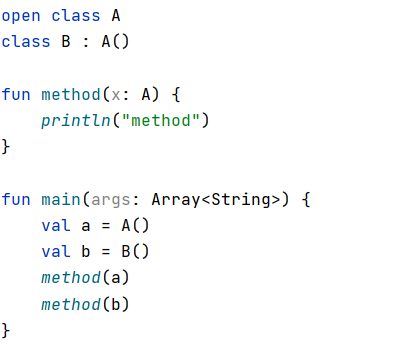 open class A
class B : A()
fun method(x: A) {
    println("method")
}
fun main(args: Array<String>) {
    val a = A()
    val b = B()
    method(a)
    method(b)
}